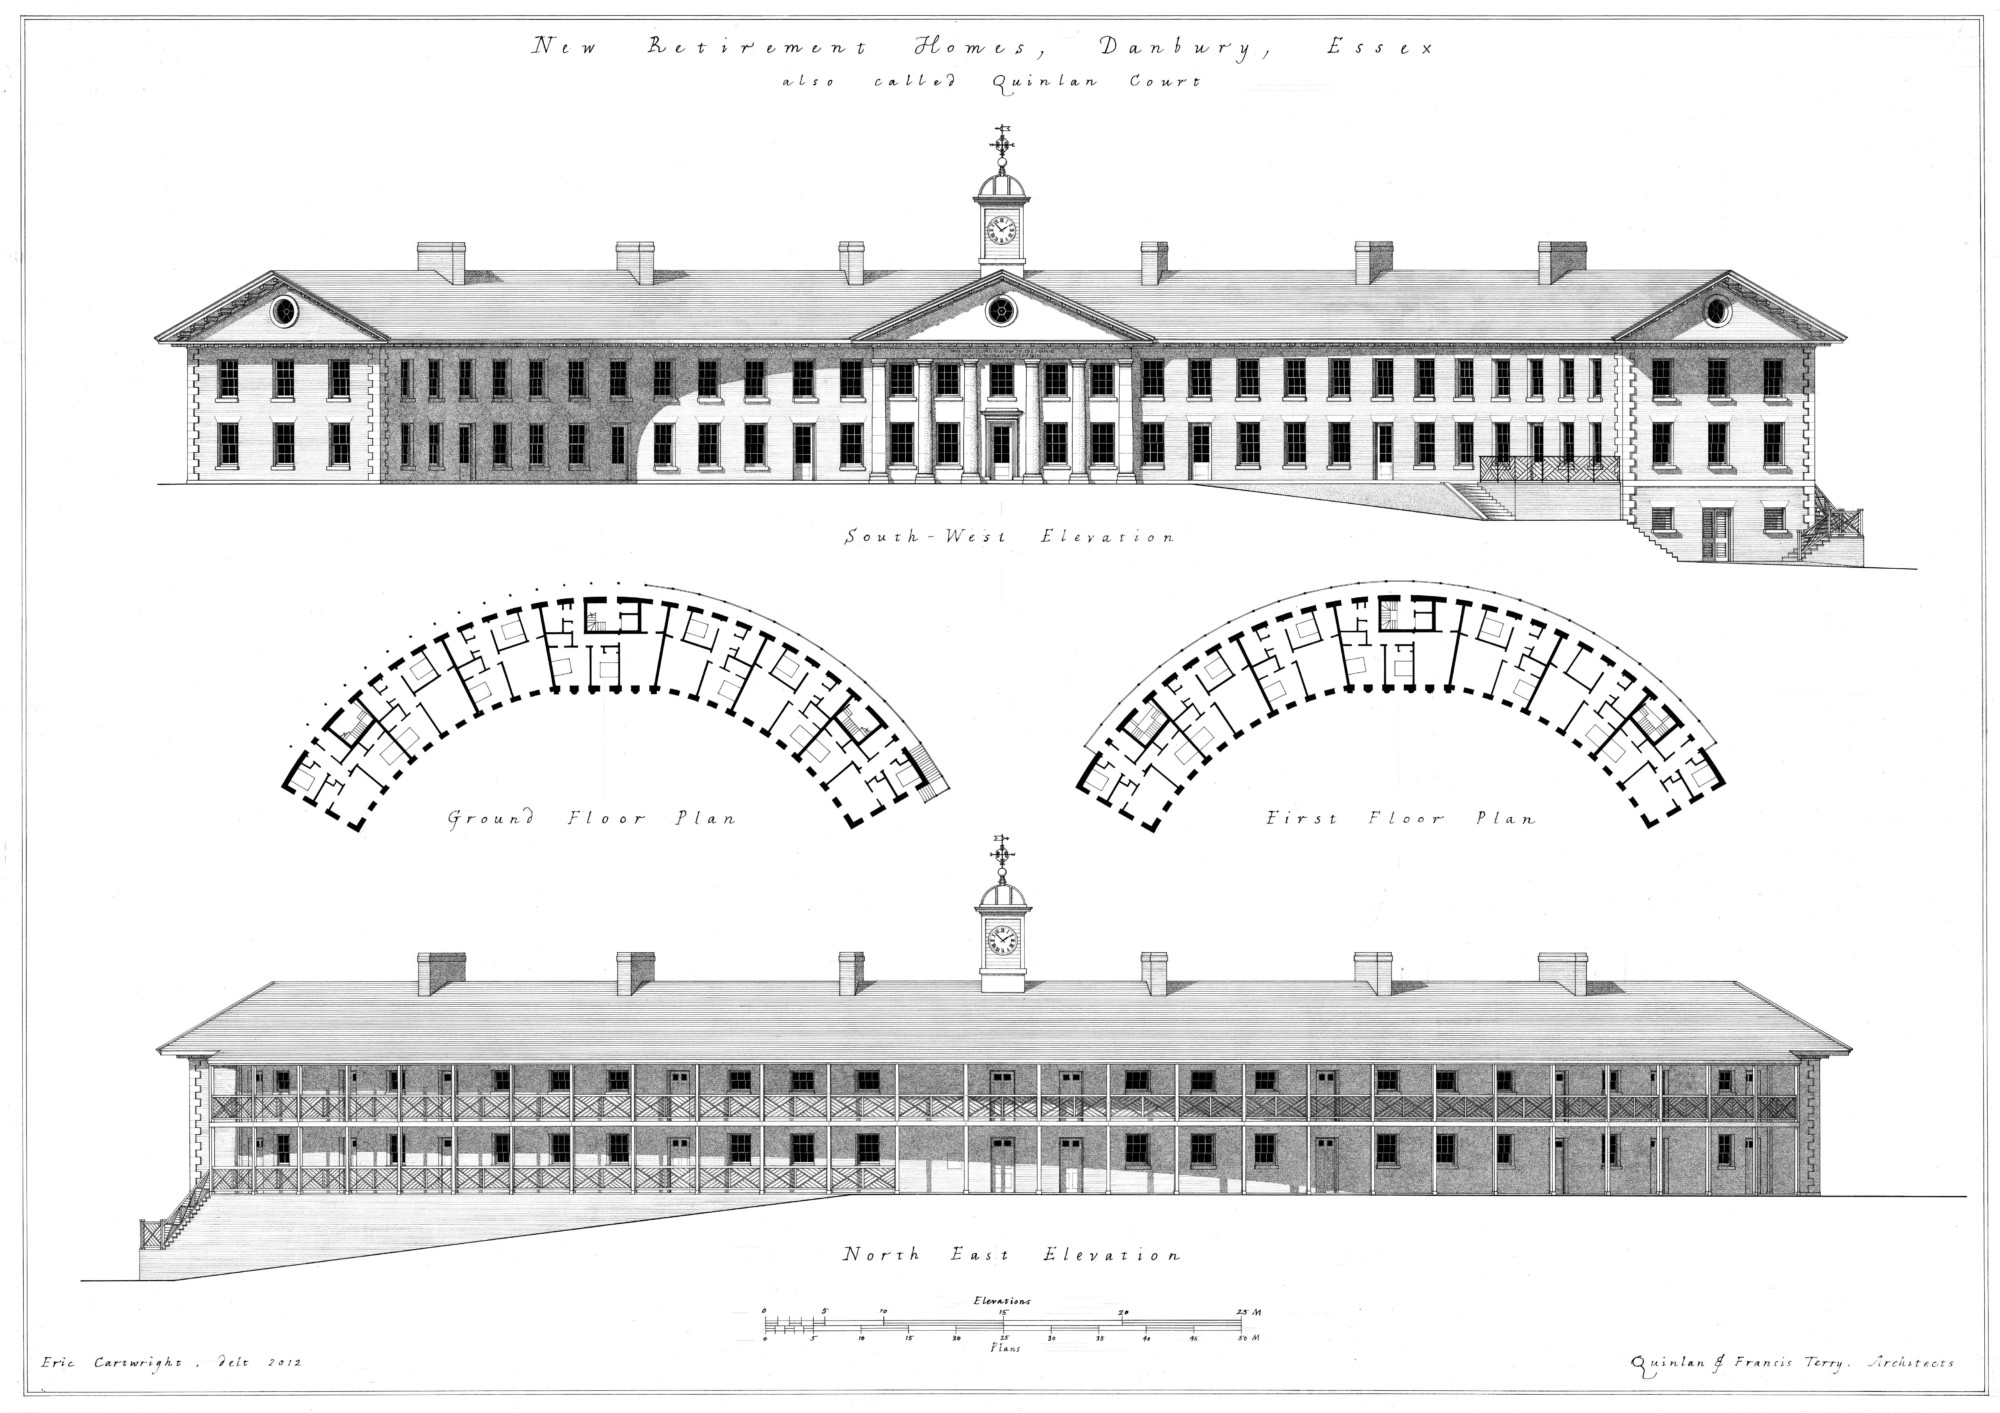 New Retirement Homes, Danbury, Essex
also called Quinlan Court
South-West Elevation
Ground Floor Plan
First Floor Plan
North East Elevation
Elevations
0 5 10 15 20 25 M
0 5 10 15 20 25 30 35 40 45 50 M
Plans
Eric Cartwright, delt 2012
Quinlan & Francis Terry. Architects